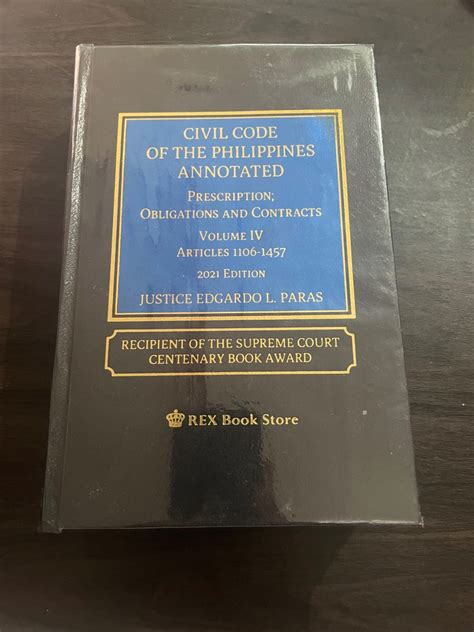 CIVIL CODE
OF THE PHILIPPINES
ANNOTATED
PRESCRIPTION;
OBLIGATIONS AND CONTRACTS
VOLUME IV
ARTICLES 1106-1457
2021 EDITION
JUSTICE EDGARDO L. PARAS
RECIPIENT OF THE SUPREME COURT
CENTENARY BOOK AWARD
REX Book Store